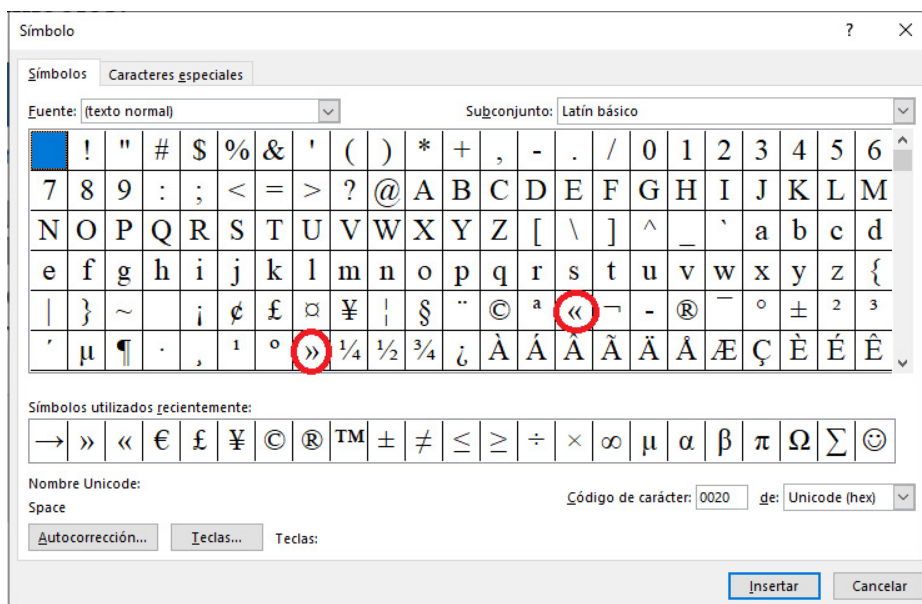 Símbolo ? ×
Símbolos Caracteres especiales
Fuente: (texto normal) Subconjunto: Latín básico
! " # $ % & ' ( ) * + , - . / 0 1 2 3 4 5 6
7 8 9 : ; < = > ? @ A B C D E F G H I J K L M
N O P Q R S T U V W X Y Z [ \ ] ^ _ ` a b c d
e f g h i j k l m n o p q r s t u v w x y z {
| } ~ ¡ ¢ £ ¤ ¥ ¦ § ¨ © ª « ¬ - ® ¯ ° ± ² ³
´ µ ¶ · ¸ ¹ º » ¼ ½ ¾ ¿ À Á Â Ã Ä Å Æ Ç È É Ê
Símbolos utilizados recientemente:
→ » « € £ ¥ © ® ™ ± ≠ ≤ ≥ ÷ × ∞ µ α β π Ω ∑ ☺
Nombre Unicode:
Space
Código de carácter: 0020 de: Unicode (hex)
Autocorrección... Teclas... Teclas:
Insertar Cancelar